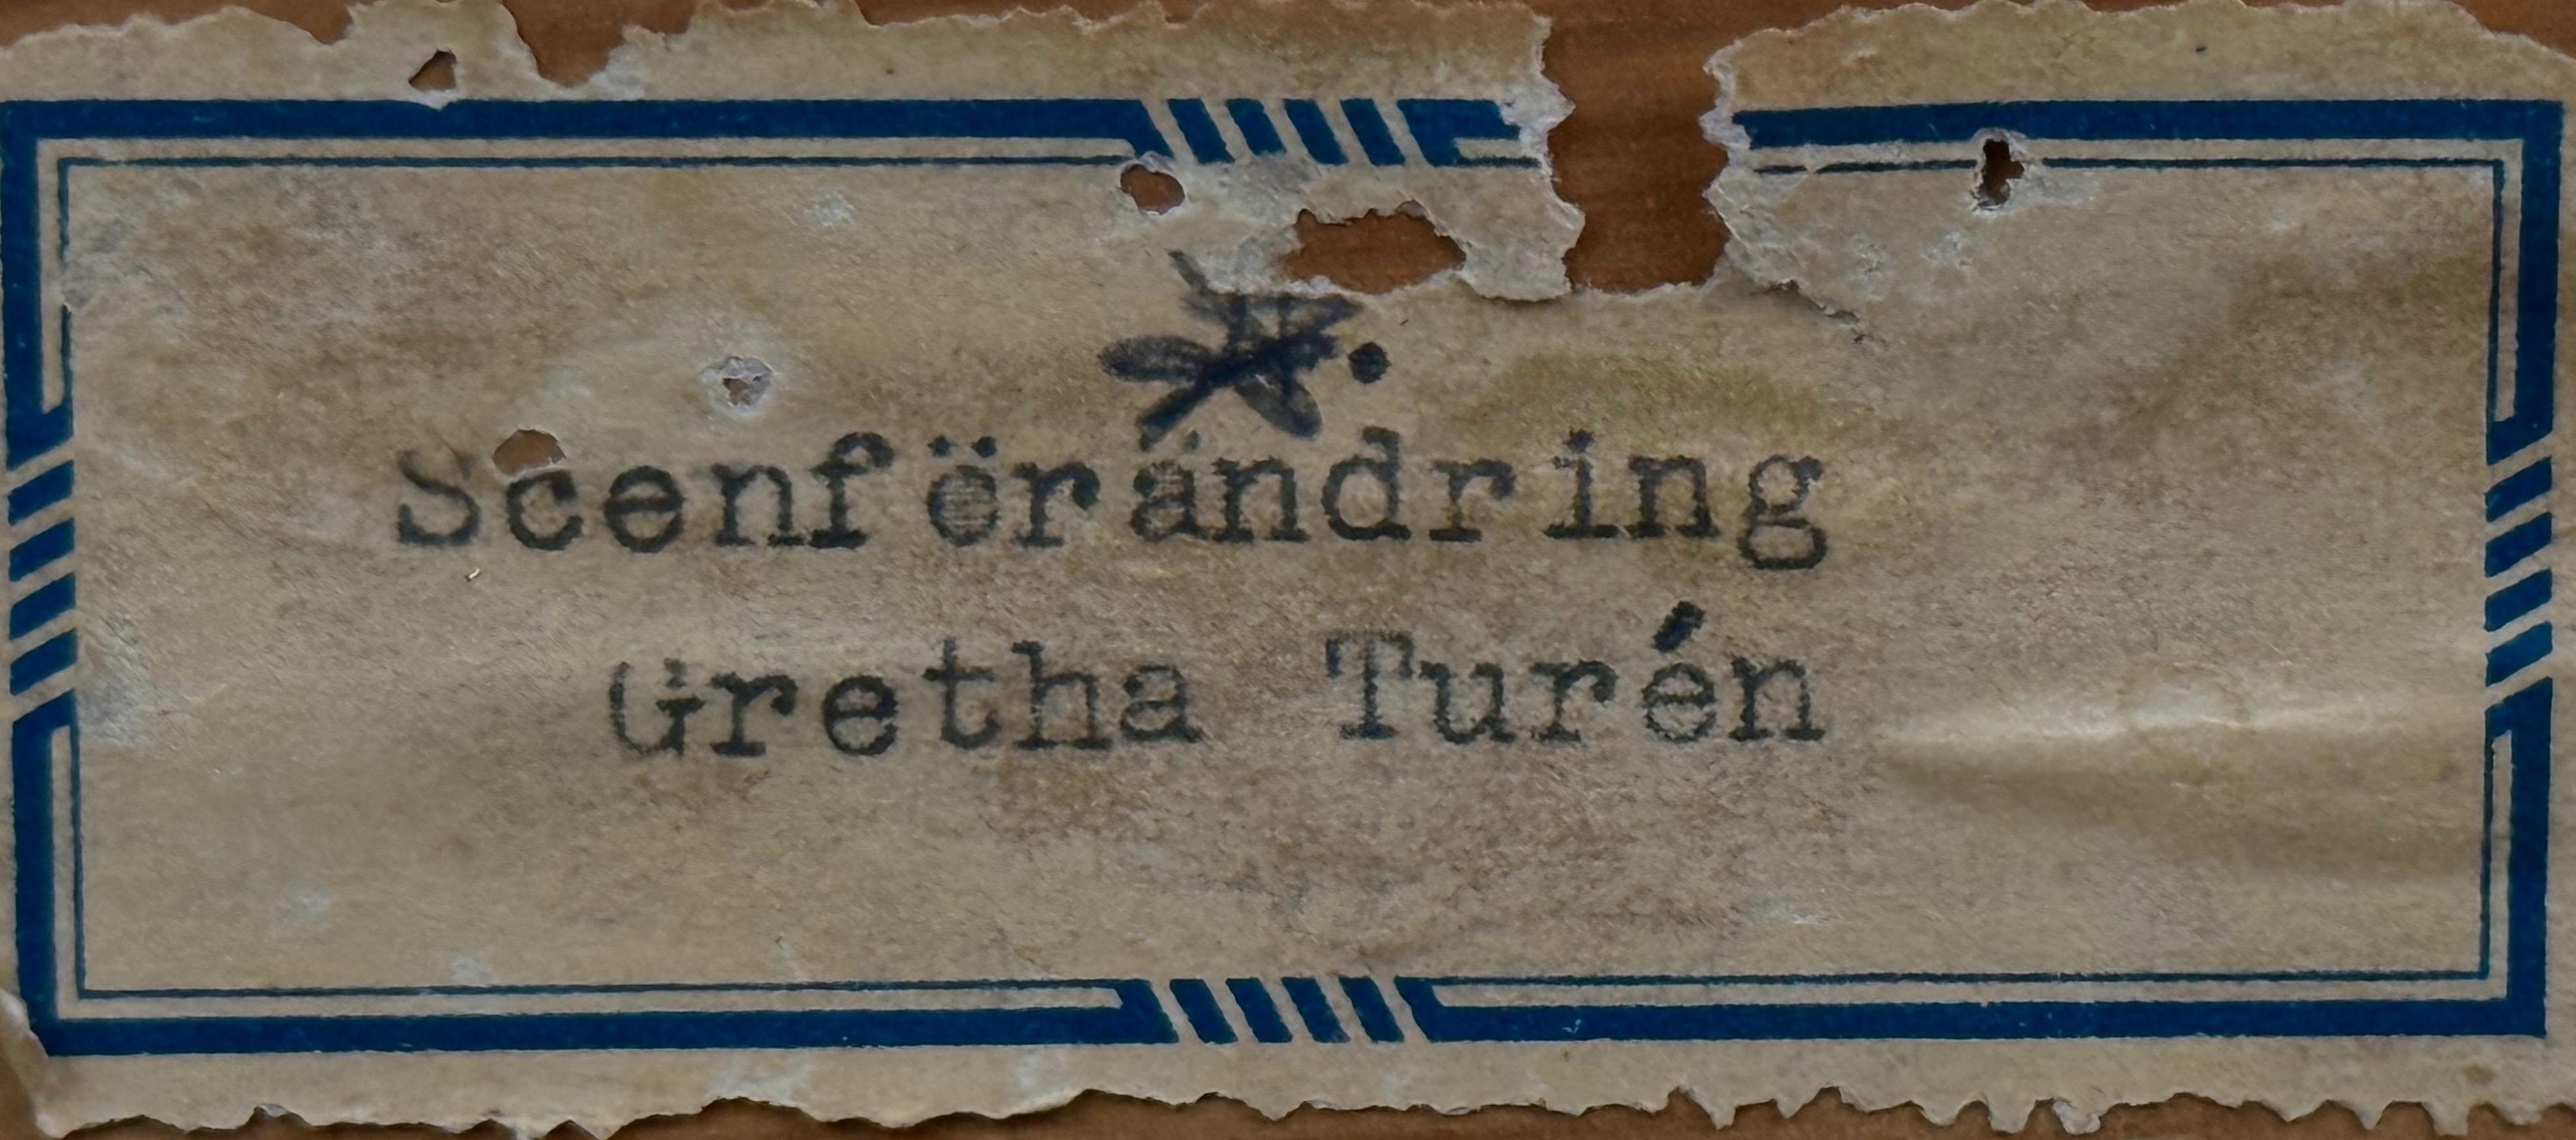 Scenförändring
Gretha Turén